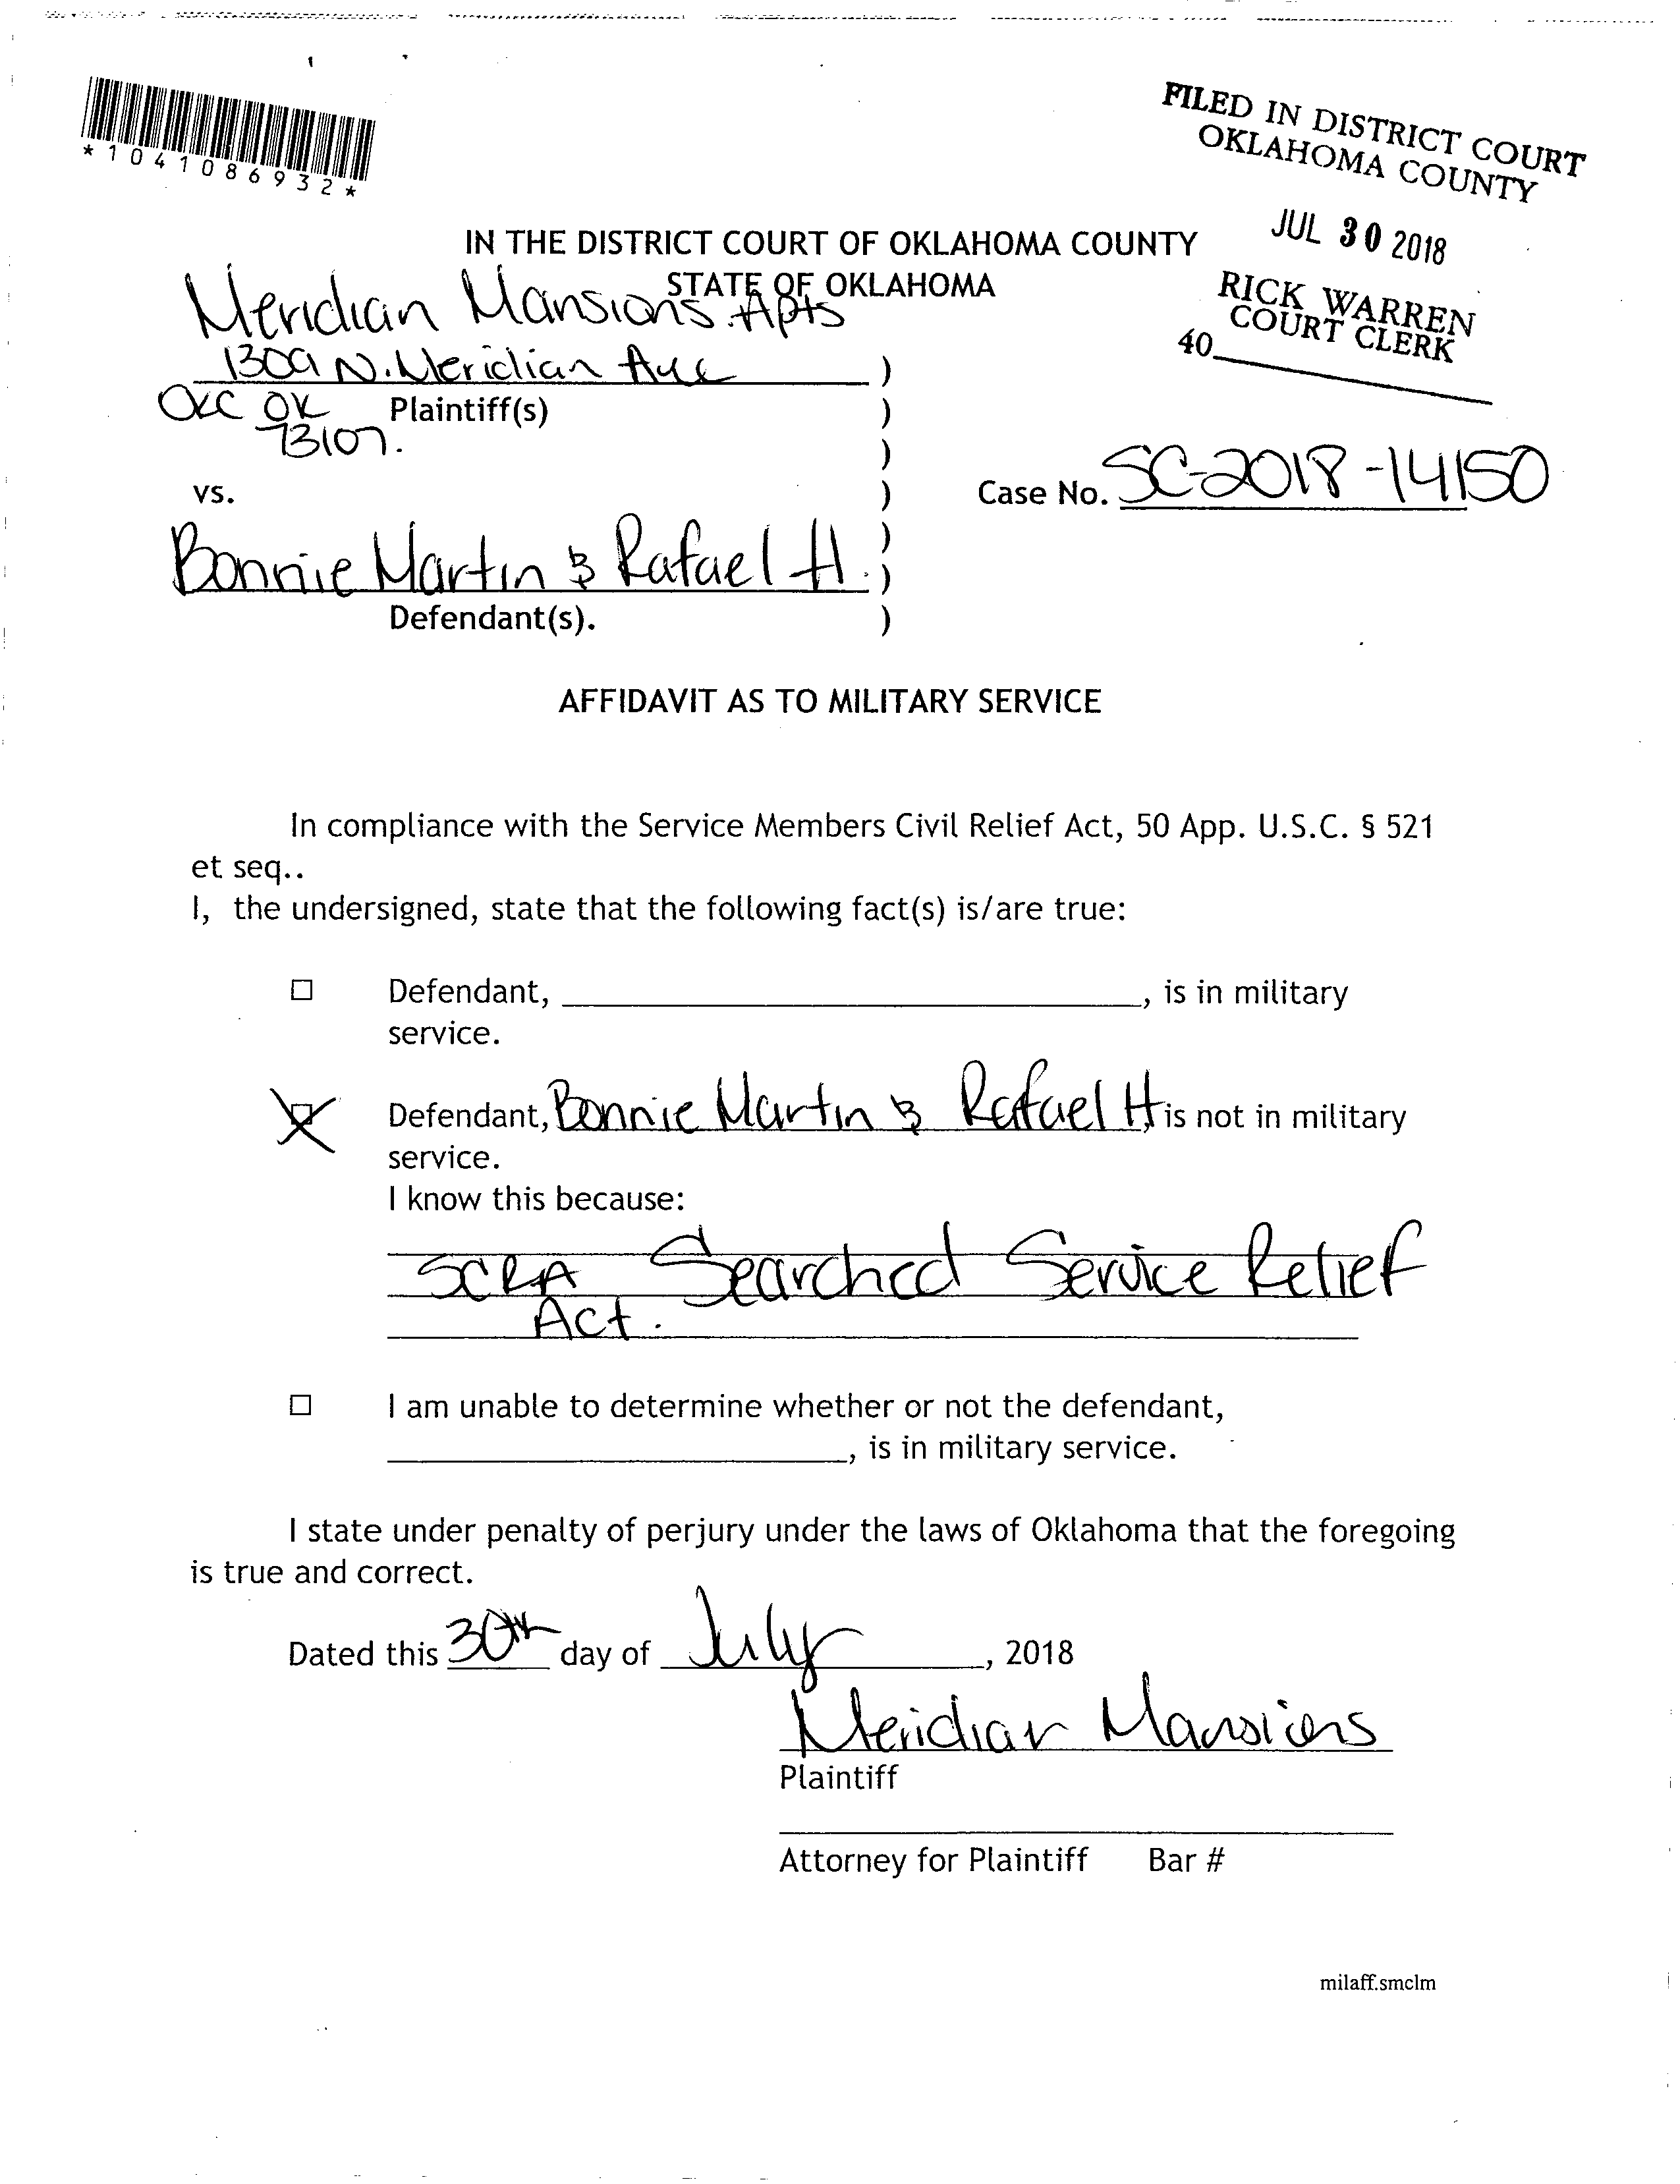 *1041086932*
FILED IN DISTRICT COURT
OKLAHOMA COUNTY
JUL 30 2018
RICK WARREN
COURT CLERK
40
IN THE DISTRICT COURT OF OKLAHOMA COUNTY
STATE OF OKLAHOMA
Meridian Mansions Apts
1309 N. Meridian Ave )
OKC OK Plaintiff(s) )
73107. )
vs. )
Case No. SC-2018-14150
)
Bonnie Martin & Rafael H. )
Defendant(s). )
AFFIDAVIT AS TO MILITARY SERVICE
In compliance with the Service Members Civil Relief Act, 50 App. U.S.C. § 521
et seq..
I, the undersigned, state that the following fact(s) is/are true:
☐ Defendant, ____, is in military
service.
☒ Defendant, Bonnie Martin & Rafael H, is not in military
service.
I know this because:
SCRA Searched Service Relief
Act.
☐ I am unable to determine whether or not the defendant,
____, is in military service.
I state under penalty of perjury under the laws of Oklahoma that the foregoing
is true and correct.
Dated this 30th day of July, 2018
Meridian Mansions
Plaintiff
Attorney for Plaintiff Bar #
milaff.smclm